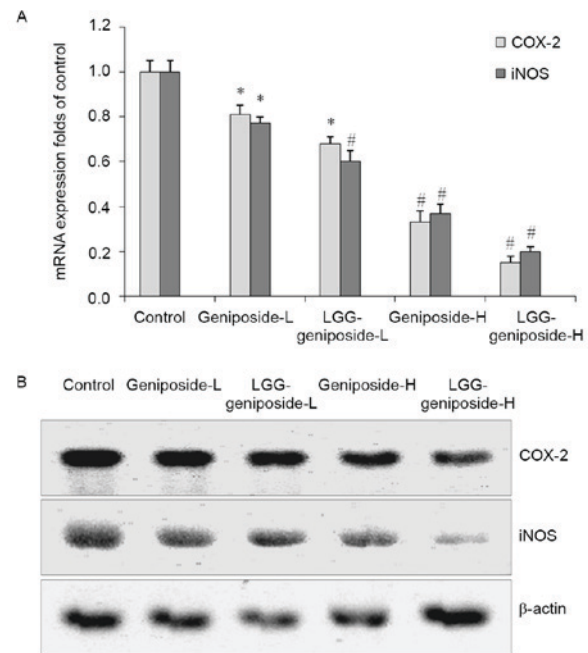 A
mRNA expression folds of control
1.2
1.0
0.8
0.6
0.4
0.2
0.0
COX-2
iNOS
* *
* #
# #
# #
Control Geniposide-L LGG- Geniposide-H LGG-
geniposide-L geniposide-H
B
Control Geniposide-L LGG- Geniposide-H LGG-
geniposide-L geniposide-H
COX-2
iNOS
β-actin